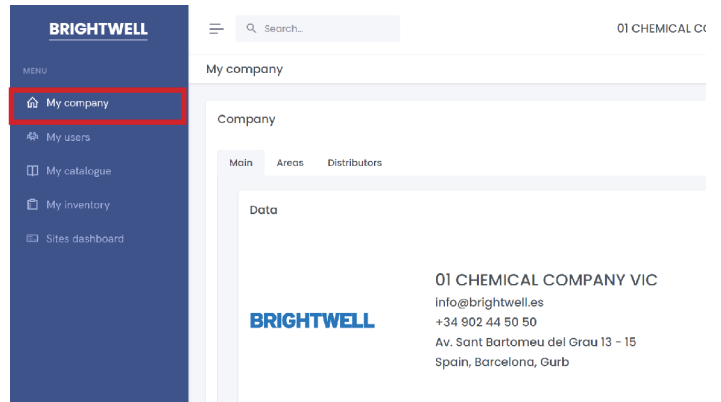 BRIGHTWELL
Search...
01 CHEMICAL CO
MENU
My company
My company
My users
My catalogue
My inventory
Sites dashboard
Company
Main Areas Distributors
Data
BRIGHTWELL
01 CHEMICAL COMPANY VIC
info@brightwell.es
+34 902 44 50 50
Av. Sant Bartomeu del Grau 13 - 15
Spain, Barcelona, Gurb